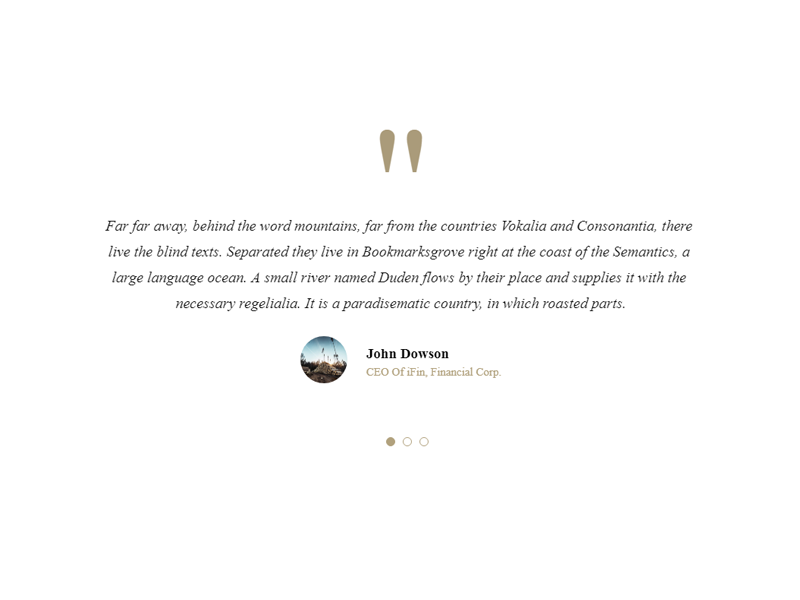 "
Far far away, behind the word mountains, far from the countries Vokalia and Consonantia, there
live the blind texts. Separated they live in Bookmarksgrove right at the coast of the Semantics, a
large language ocean. A small river named Duden flows by their place and supplies it with the
necessary regelialia. It is a paradisematic country, in which roasted parts.
John Dowson
CEO Of iFin, Financial Corp.